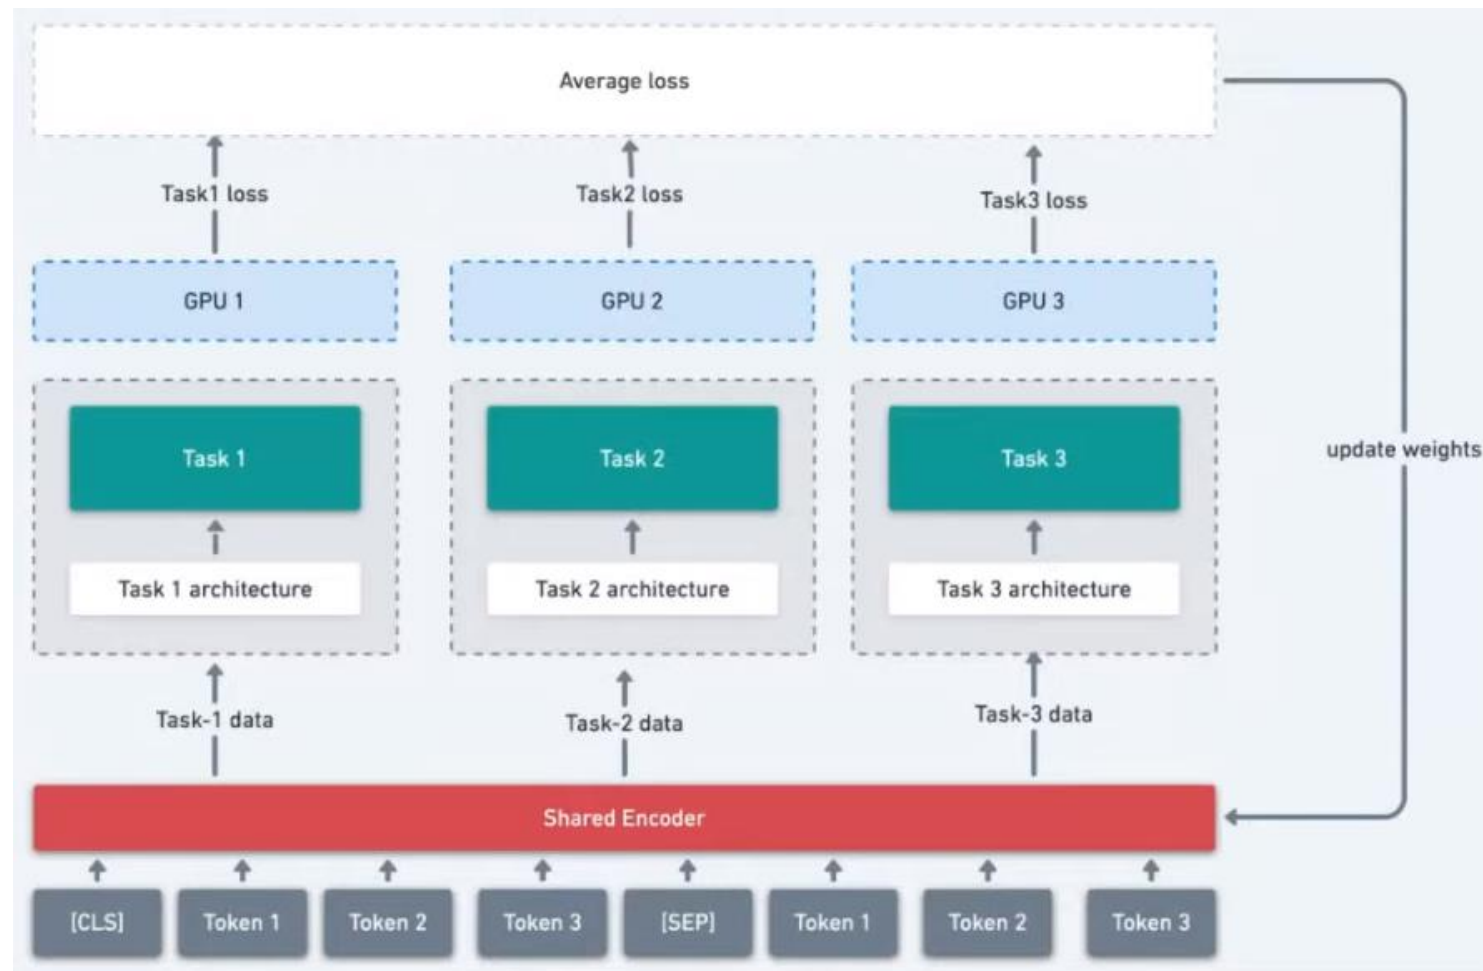 Average loss
Task1 loss
Task2 loss
Task3 loss
GPU 1
GPU 2
GPU 3
Task 1
Task 2
Task 3
update weights
Task 1 architecture
Task 2 architecture
Task 3 architecture
Task-1 data
Task-2 data
Task-3 data
Shared Encoder
[CLS]
Token 1
Token 2
Token 3
[SEP]
Token 1
Token 2
Token 3